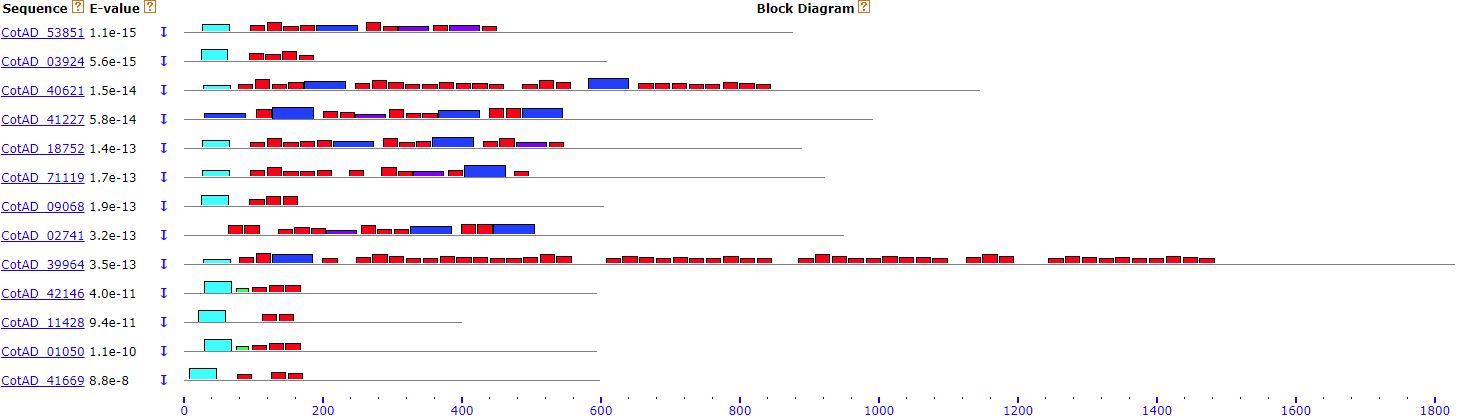 Sequence ? E-value ? Block Diagram ?
CotAD_53851 1.1e-15 ↧
CotAD_03924 5.6e-15 ↧
CotAD_40621 1.5e-14 ↧
CotAD_41227 5.8e-14 ↧
CotAD_18752 1.4e-13 ↧
CotAD_71119 1.7e-13 ↧
CotAD_09068 1.9e-13 ↧
CotAD_02741 3.2e-13 ↧
CotAD_39964 3.5e-13 ↧
CotAD_42146 4.0e-11 ↧
CotAD_11428 9.4e-11 ↧
CotAD_01050 1.1e-10 ↧
CotAD_41669 8.8e-8 ↧
0 200 400 600 800 1000 1200 1400 1600 1800